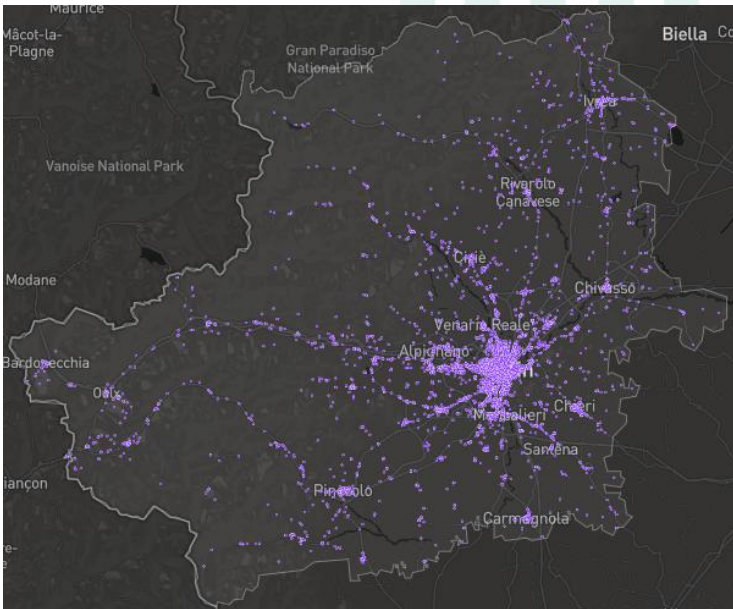 Maurice
Mâcot-la-
Plagne
Gran Paradiso
National Park
Biella
Vanoise National Park
Ivrea
Rivarolo
Canavese
Ciriè
Modane
Chivasso
Venaria Reale
Alpignano
Bardonecchia
Oulx
Moncalieri
Chieri
Santena
Pinerolo
Carmagnola